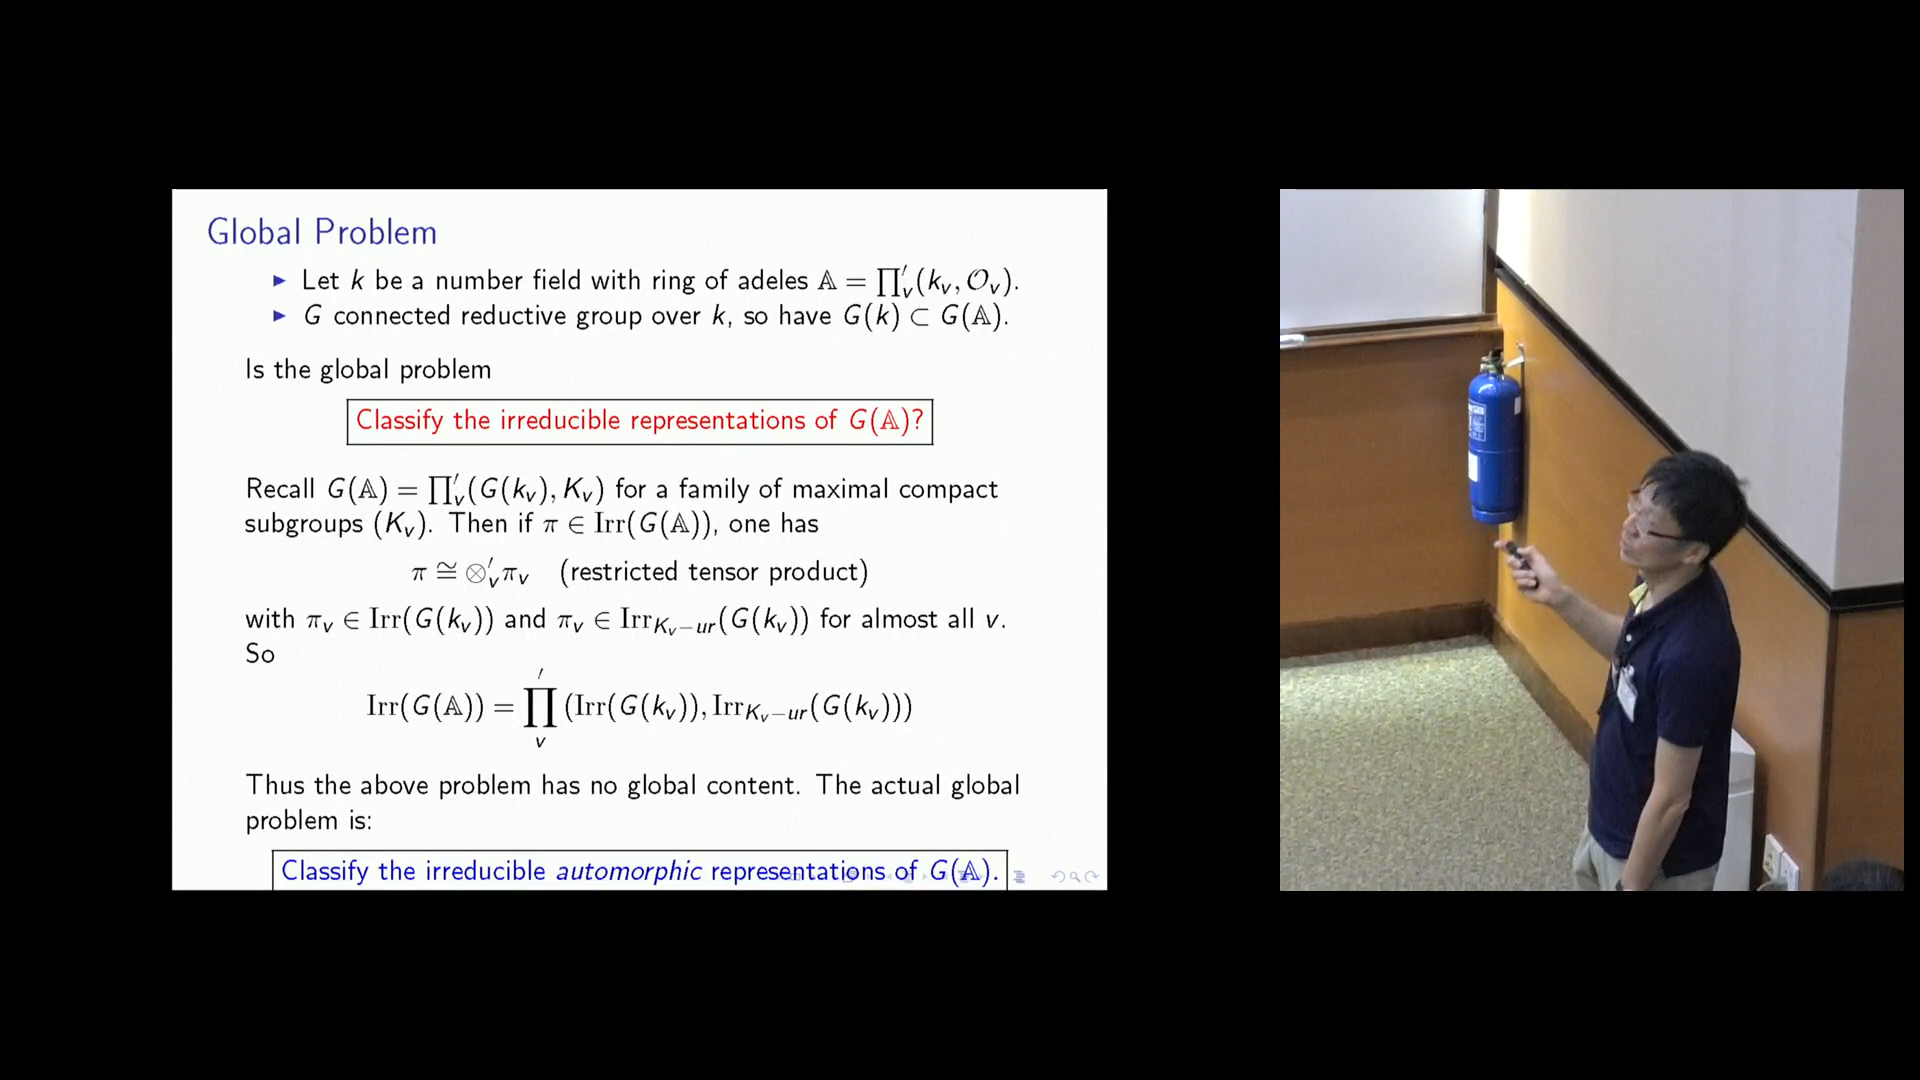 Global Problem
▶ Let k be a number field with ring of adeles 𝔸 = ∏′_v(k_v, 𝒪_v).
▶ G connected reductive group over k, so have G(k) ⊂ G(𝔸).
Is the global problem
Classify the irreducible representations of G(𝔸)?
Recall G(𝔸) = ∏′_v(G(k_v), K_v) for a family of maximal compact
subgroups (K_v). Then if π ∈ Irr(G(𝔸)), one has
π ≅ ⊗′_v π_v (restricted tensor product)
with π_v ∈ Irr(G(k_v)) and π_v ∈ Irr_{K_v−ur}(G(k_v)) for almost all v.
So
Irr(G(𝔸)) = ∏′_v (Irr(G(k_v)), Irr_{K_v−ur}(G(k_v)))
Thus the above problem has no global content. The actual global
problem is:
Classify the irreducible automorphic representations of G(𝔸).